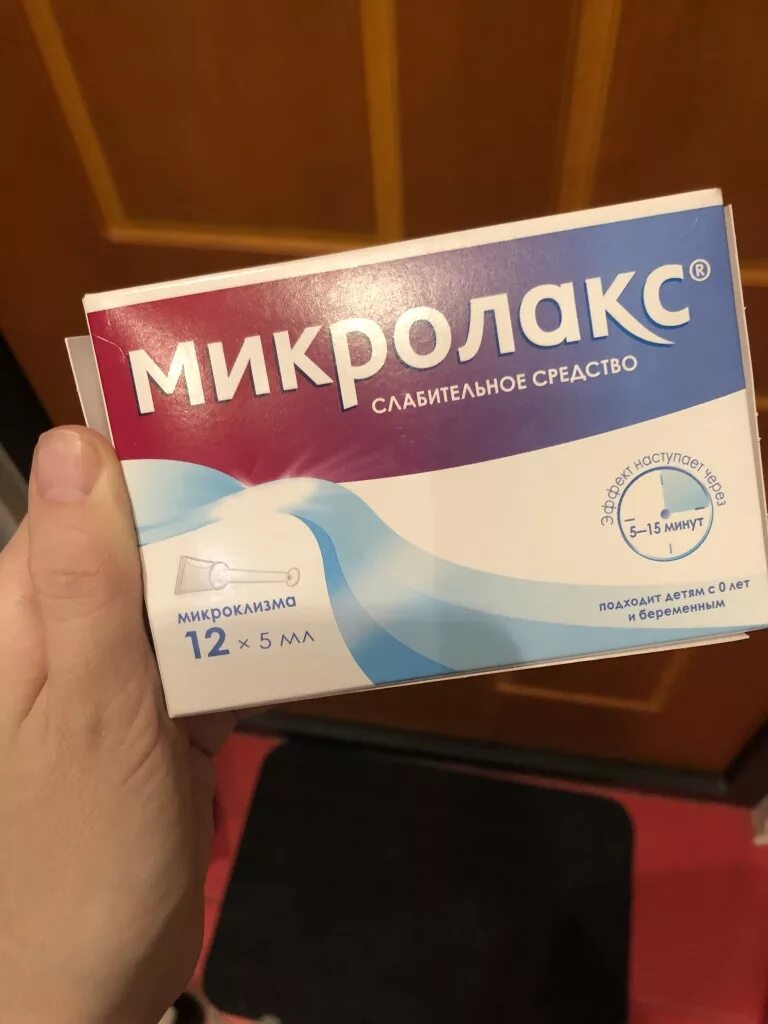 Микролакс®
СЛАБИТЕЛЬНОЕ СРЕДСТВО
Эффект наступает через
5–15 МИНУТ
микроклизма
12 × 5 мл
подходит детям с 0 лет
и беременным